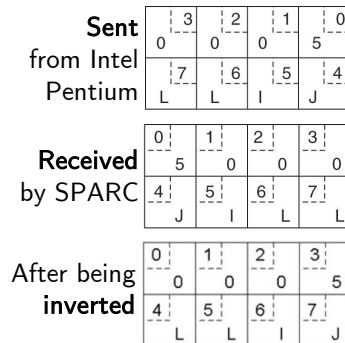 Sent
from Intel
Pentium
3 2 1 0
0 0 0 5
7 6 5 4
L L I J
Received
by SPARC
0 1 2 3
5 0 0 0
4 5 6 7
J I L L
After being
inverted
0 1 2 3
0 0 0 5
4 5 6 7
L L I J